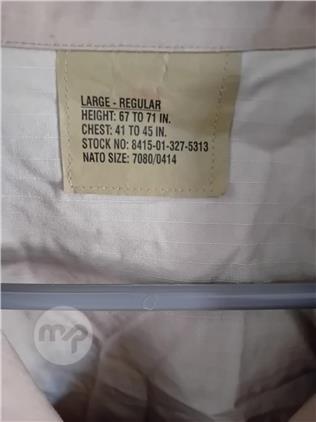 LARGE - REGULAR
HEIGHT: 67 TO 71 IN.
CHEST: 41 TO 45 IN.
STOCK NO: 8415-01-327-5313
NATO SIZE: 7080/0414
mp